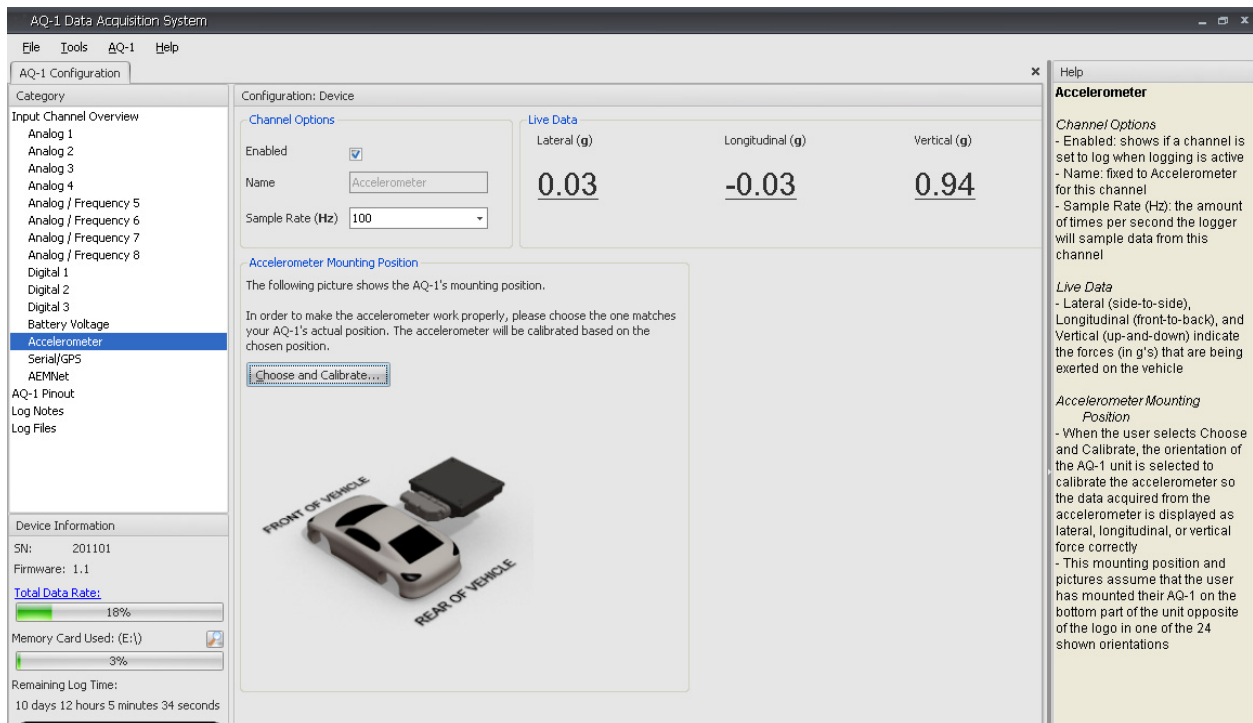 AQ-1 Data Acquisition System
File Tools AQ-1 Help
AQ-1 Configuration
Category
Input Channel Overview
Analog 1
Analog 2
Analog 3
Analog 4
Analog / Frequency 5
Analog / Frequency 6
Analog / Frequency 7
Analog / Frequency 8
Digital 1
Digital 2
Digital 3
Battery Voltage
Accelerometer
Serial/GPS
AEMNet
AQ-1 Pinout
Log Notes
Log Files
Device Information
SN: 201101
Firmware: 1.1
Total Data Rate:
18%
Memory Card Used: (E:\)
3%
Remaining Log Time:
10 days 12 hours 5 minutes 34 seconds
Configuration: Device
Channel Options
Enabled
Name Accelerometer
Sample Rate (Hz) 100
Live Data
Lateral (g) Longitudinal (g) Vertical (g)
0.03 -0.03 0.94
Accelerometer Mounting Position
The following picture shows the AQ-1's mounting position.
In order to make the accelerometer work properly, please choose the one matches
your AQ-1's actual position. The accelerometer will be calibrated based on the
chosen position.
Choose and Calibrate...
FRONT OF VEHICLE
REAR OF VEHICLE
Help
Accelerometer
Channel Options
- Enabled: shows if a channel is
set to log when logging is active
- Name: fixed to Accelerometer
for this channel
- Sample Rate (Hz): the amount
of times per second the logger
will sample data from this
channel
Live Data
- Lateral (side-to-side),
Longitudinal (front-to-back), and
Vertical (up-and-down) indicate
the forces (in g's) that are being
exerted on the vehicle
Accelerometer Mounting
Position
- When the user selects Choose
and Calibrate, the orientation of
the AQ-1 unit is selected to
calibrate the accelerometer so
the data acquired from the
accelerometer is displayed as
lateral, longitudinal, or vertical
force correctly
- This mounting position and
pictures assume that the user
has mounted their AQ-1 on the
bottom part of the unit opposite
of the logo in one of the 24
shown orientations